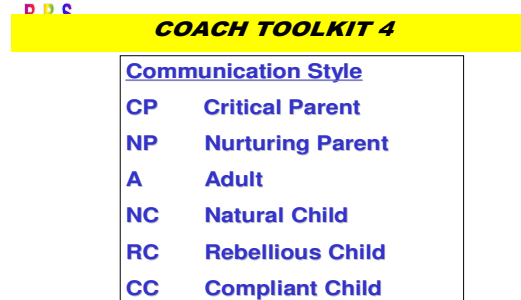 COACH TOOLKIT 4
Communication Style
CP Critical Parent
NP Nurturing Parent
A Adult
NC Natural Child
RC Rebellious Child
CC Compliant Child